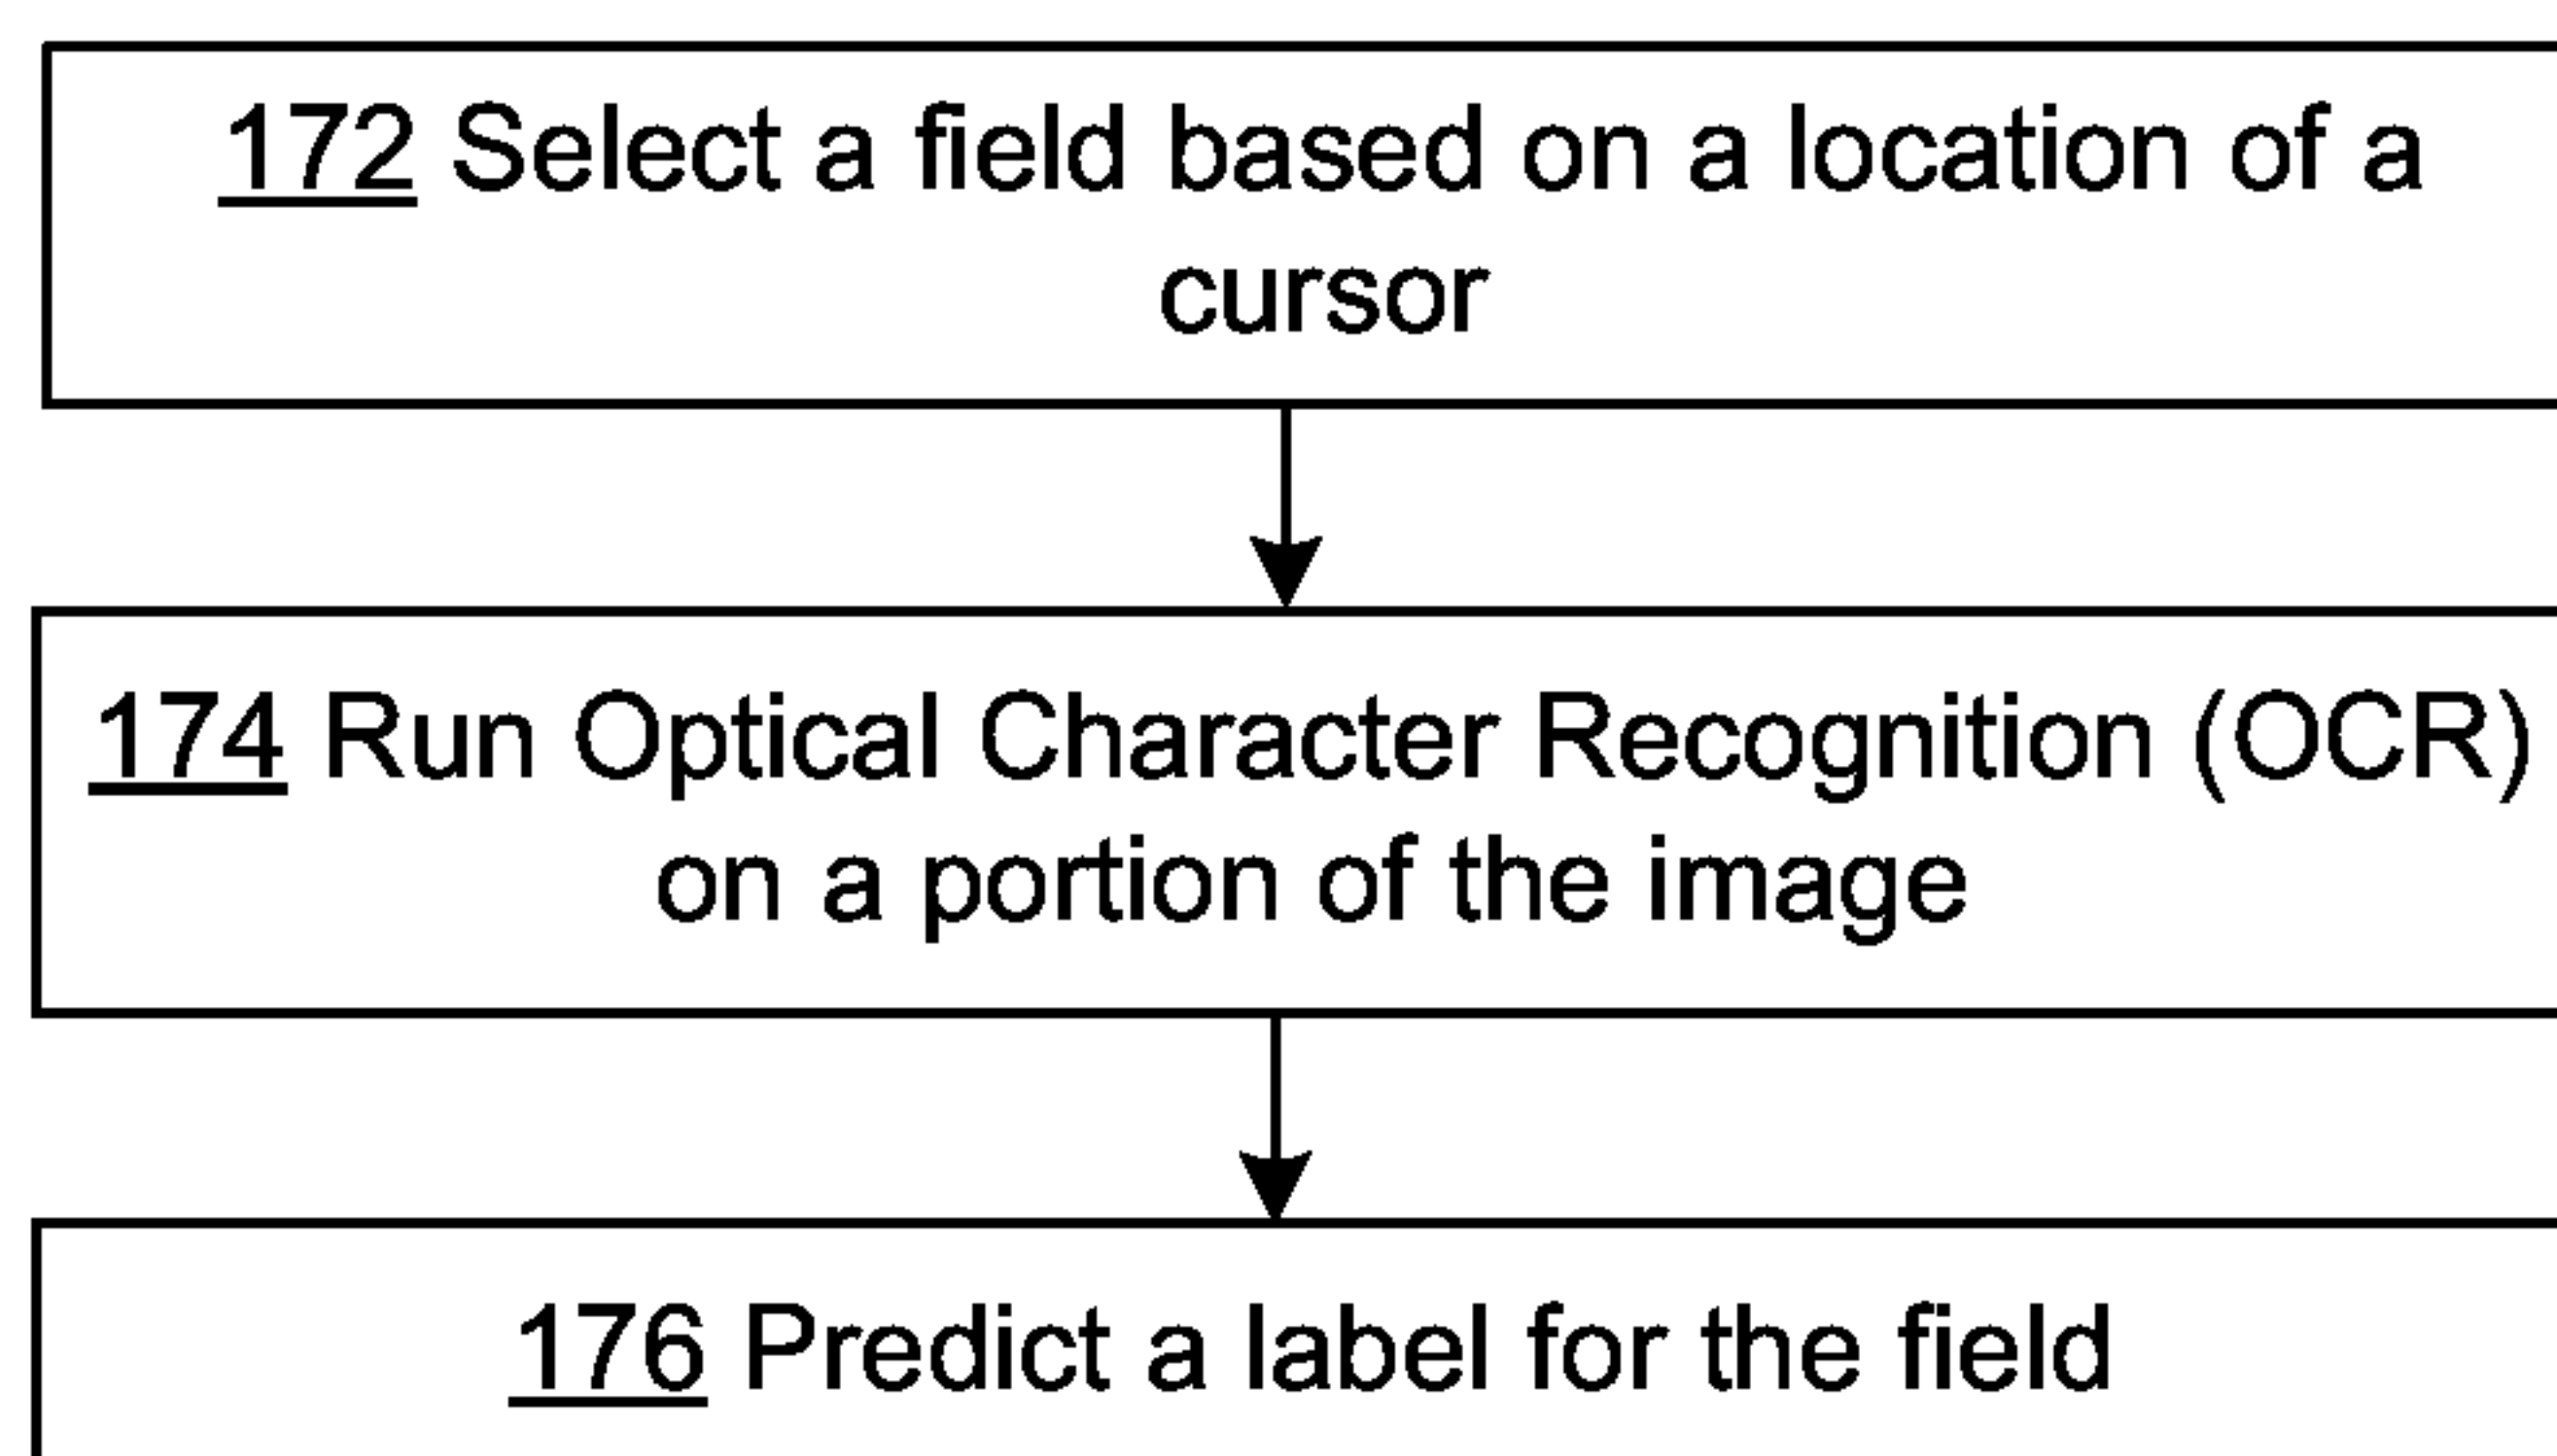 172 Select a field based on a location of a
cursor
174 Run Optical Character Recognition (OCR)
on a portion of the image
176 Predict a label for the field